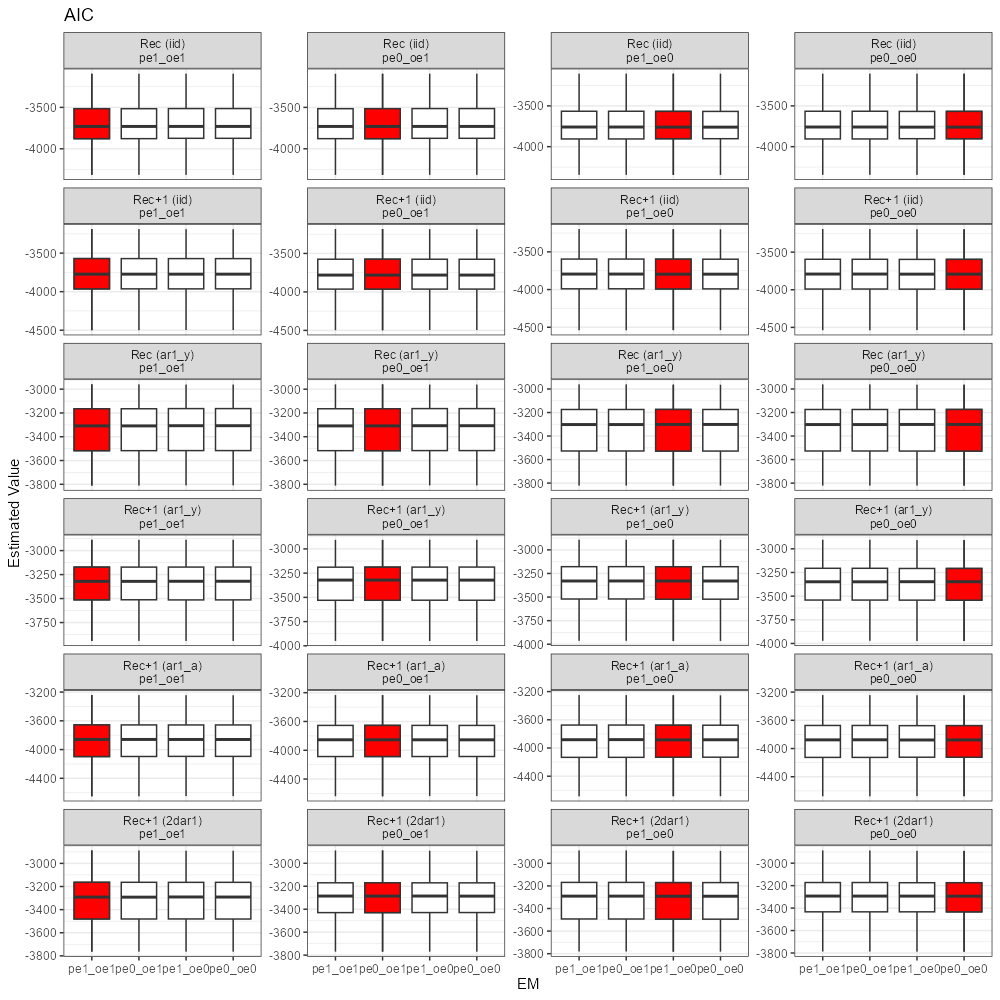 AIC
Rec (iid)
pe1_oe1
Rec (iid)
pe0_oe1
Rec (iid)
pe1_oe0
Rec (iid)
pe0_oe0
-3500
-4000
-3500
-4000
-3500
-4000
-3500
-4000
Rec+1 (iid)
pe1_oe1
Rec+1 (iid)
pe0_oe1
Rec+1 (iid)
pe1_oe0
Rec+1 (iid)
pe0_oe0
-3500
-4000
-4500
-3500
-4000
-4500
-3500
-4000
-4500
-3500
-4000
-4500
Rec (ar1_y)
pe1_oe1
Rec (ar1_y)
pe0_oe1
Rec (ar1_y)
pe1_oe0
Rec (ar1_y)
pe0_oe0
-3000
-3200
-3400
-3600
-3800
-3000
-3200
-3400
-3600
-3800
-3000
-3200
-3400
-3600
-3800
-3000
-3200
-3400
-3600
-3800
Estimated Value
Rec+1 (ar1_y)
pe1_oe1
Rec+1 (ar1_y)
pe0_oe1
Rec+1 (ar1_y)
pe1_oe0
Rec+1 (ar1_y)
pe0_oe0
-3000
-3250
-3500
-3750
-3000
-3250
-3500
-3750
-4000
-3000
-3250
-3500
-3750
-4000
-3000
-3250
-3500
-3750
-4000
Rec+1 (ar1_a)
pe1_oe1
Rec+1 (ar1_a)
pe0_oe1
Rec+1 (ar1_a)
pe1_oe0
Rec+1 (ar1_a)
pe0_oe0
-3200
-3600
-4000
-4400
-3200
-3600
-4000
-4400
-3200
-3600
-4000
-4400
-3200
-3600
-4000
-4400
Rec+1 (2dar1)
pe1_oe1
Rec+1 (2dar1)
pe0_oe1
Rec+1 (2dar1)
pe1_oe0
Rec+1 (2dar1)
pe0_oe0
-3000
-3200
-3400
-3600
-3800
-3000
-3200
-3400
-3600
-3800
-3000
-3200
-3400
-3600
-3800
-3000
-3200
-3400
-3600
-3800
pe1_oe1 pe0_oe1 pe1_oe0 pe0_oe0
pe1_oe1 pe0_oe1 pe1_oe0 pe0_oe0
pe1_oe1 pe0_oe1 pe1_oe0 pe0_oe0
pe1_oe1 pe0_oe1 pe1_oe0 pe0_oe0
EM